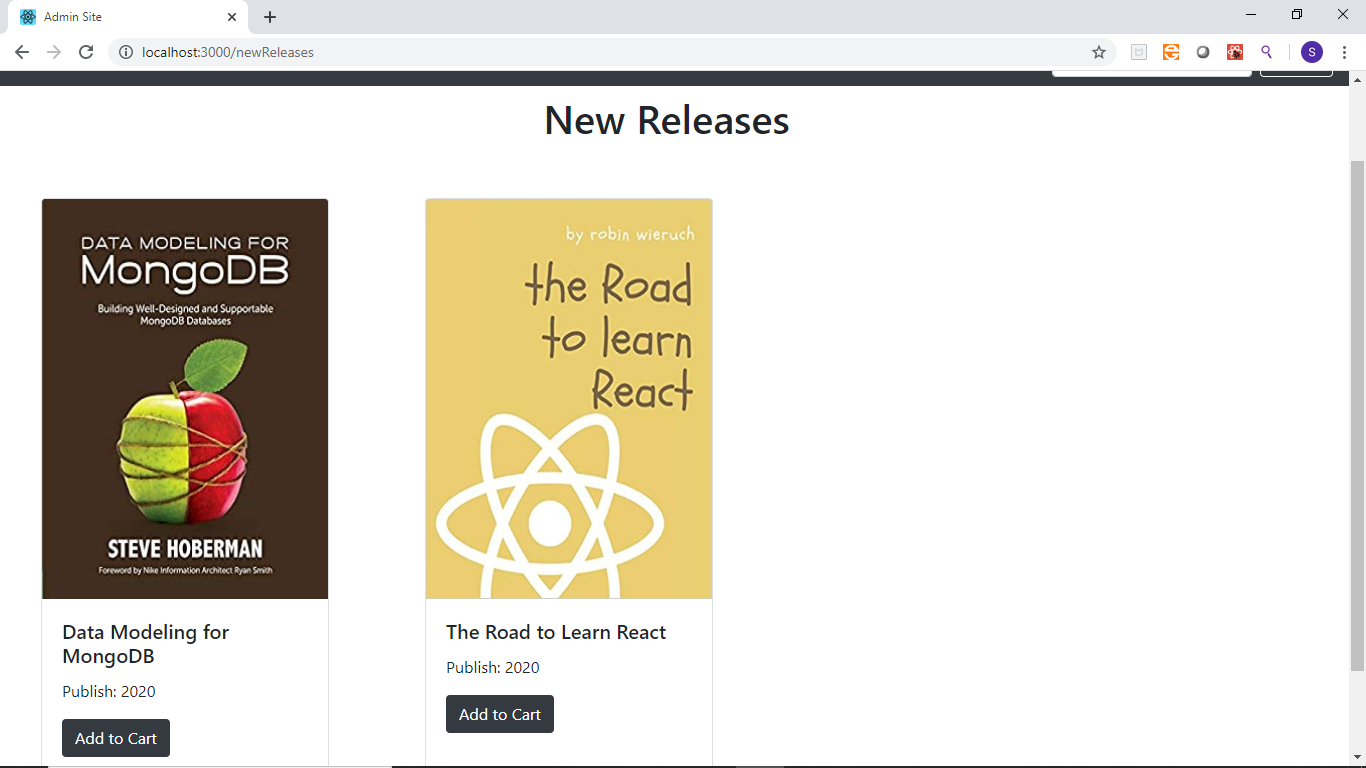 Admin Site
localhost:3000/newReleases
S
New Releases
DATA MODELING FOR
MongoDB
Building Well-Designed and Supportable
MongoDB Databases
STEVE HOBERMAN
Foreword by Nike Information Architect Ryan Smith
by robin wieruch
the Road
to learn
React
Data Modeling for
MongoDB
Publish: 2020
Add to Cart
The Road to Learn React
Publish: 2020
Add to Cart